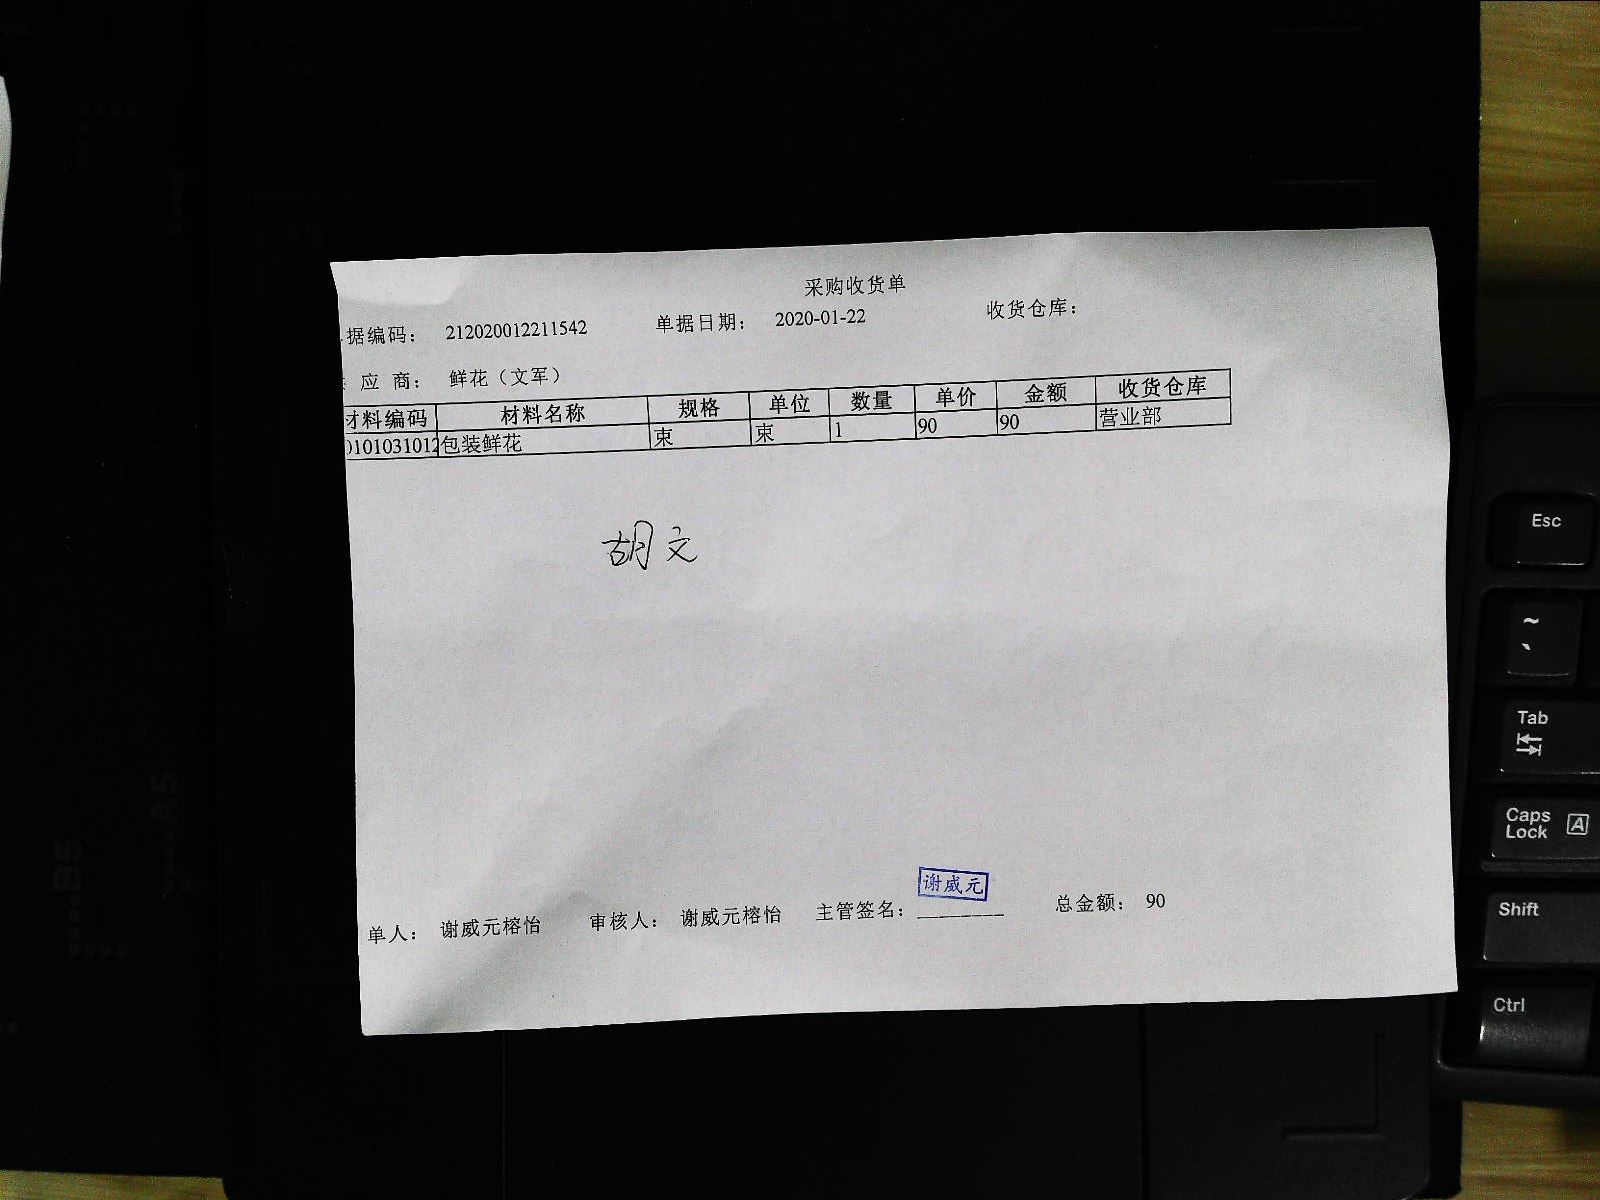 采购收货单
据编码： 212020012211542 单据日期： 2020-01-22 收货仓库：
应 商： 鲜花（文军）
材料编码 材料名称 规格 单位 数量 单价 金额 收货仓库
0101031012 包装鲜花 束 束 1 90 90 营业部
胡文
谢威元
单人： 谢威元榕怡 审核人： 谢威元榕怡 主管签名： 总金额： 90
Esc
~
`
Tab
Caps Lock A
Shift
Ctrl
B5
A5